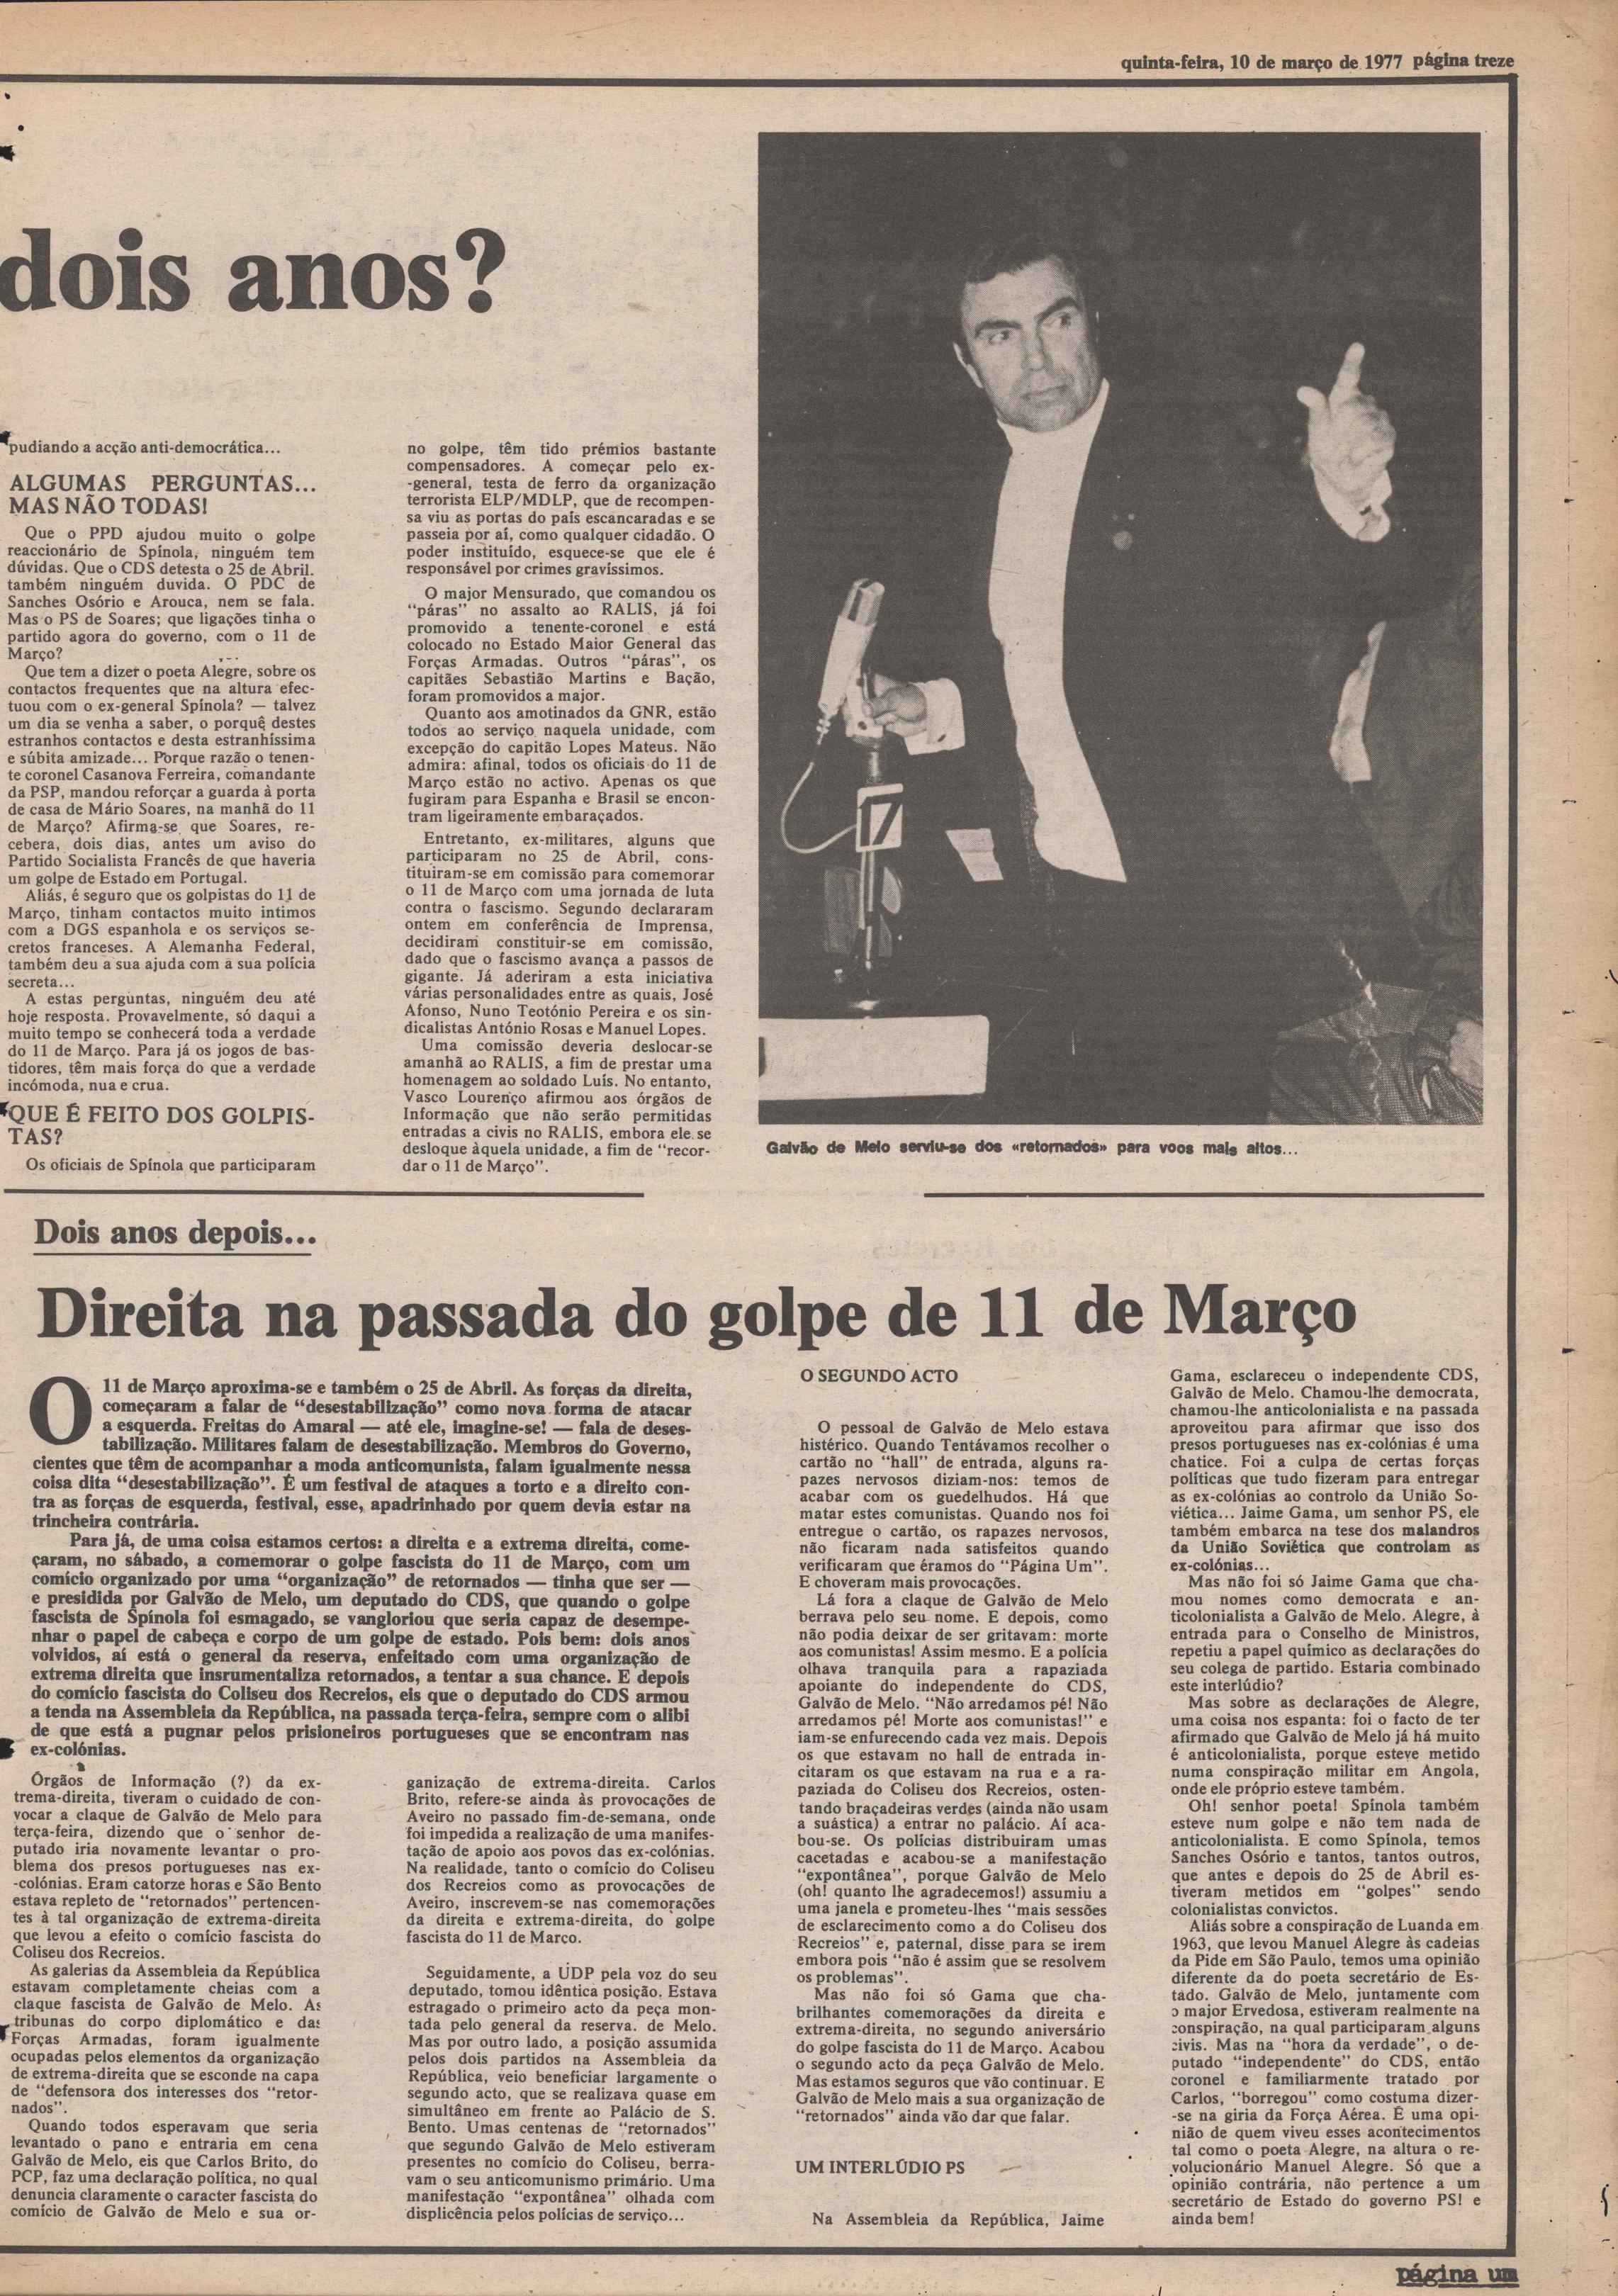 quinta-feira, 10 de março de 1977 página treze
dois anos?
pudiando a acção anti-democrática...
ALGUMAS PERGUNTAS...
MAS NÃO TODAS!
Que o PPD ajudou muito o golpe
reaccionário de Spínola, ninguém tem
dúvidas. Que o CDS detesta o 25 de Abril.
também ninguém duvida. O PDC de
Sanches Osório e Arouca, nem se fala.
Mas o PS de Soares; que ligações tinha o
partido agora do governo, com o 11 de
Março?
Que tem a dizer o poeta Alegre, sobre os
contactos frequentes que na altura efec-
tuou com o ex-general Spínola? — talvez
um dia se venha a saber, o porquê destes
estranhos contactos e desta estranhíssima
e súbita amizade... Porque razão o tenen-
te coronel Casanova Ferreira, comandante
da PSP, mandou reforçar a guarda à porta
de casa de Mário Soares, na manhã do 11
de Março? Afirma-se que Soares, re-
cebera, dois dias, antes um aviso do
Partido Socialista Francês de que haveria
um golpe de Estado em Portugal.
Aliás, é seguro que os golpistas do 11 de
Março, tinham contactos muito intimos
com a DGS espanhola e os serviços se-
cretos franceses. A Alemanha Federal,
também deu a sua ajuda com a sua polícia
secreta...
A estas perguntas, ninguém deu até
hoje resposta. Provavelmente, só daqui a
muito tempo se conhecerá toda a verdade
do 11 de Março. Para já os jogos de bas-
tidores, têm mais força do que a verdade
incómoda, nua e crua.
QUE É FEITO DOS GOLPIS-
TAS?
Os oficiais de Spínola que participaram
no golpe, têm tido prémios bastante
compensadores. A começar pelo ex-
-general, testa de ferro da organização
terrorista ELP/MDLP, que de recompen-
sa viu as portas do país escancaradas e se
passeia por aí, como qualquer cidadão. O
poder instituído, esquece-se que ele é
responsável por crimes gravíssimos.
O major Mensurado, que comandou os
"páras" no assalto ao RALIS, já foi
promovido a tenente-coronel e está
colocado no Estado Maior General das
Forças Armadas. Outros "páras", os
capitães Sebastião Martins e Bação,
foram promovidos a major.
Quanto aos amotinados da GNR, estão
todos ao serviço naquela unidade, com
excepção do capitão Lopes Mateus. Não
admira: afinal, todos os oficiais do 11 de
Março estão no activo. Apenas os que
fugiram para Espanha e Brasil se encon-
tram ligeiramente embaraçados.
Entretanto, ex-militares, alguns que
participaram no 25 de Abril, cons-
tituiram-se em comissão para comemorar
o 11 de Março com uma jornada de luta
contra o fascismo. Segundo declararam
ontem em conferência de Imprensa,
decidiram constituir-se em comissão,
dado que o fascismo avança a passos de
gigante. Já aderiram a esta iniciativa
várias personalidades entre as quais, José
Afonso, Nuno Teotónio Pereira e os sin-
dicalistas António Rosas e Manuel Lopes.
Uma comissão deveria deslocar-se
amanhã ao RALIS, a fim de prestar uma
homenagem ao soldado Luís. No entanto,
Vasco Lourenço afirmou aos órgãos de
Informação que não serão permitidas
entradas a civis no RALIS, embora ele se
desloque àquela unidade, a fim de "recor-
dar o 11 de Março".
17
Galvão de Melo serviu-se dos «retornados» para voos mais altos...
Dois anos depois...
Direita na passada do golpe de 11 de Março
O 11 de Março aproxima-se e também o 25 de Abril. As forças da direita,
começaram a falar de "desestabilização" como nova forma de atacar
a esquerda. Freitas do Amaral — até ele, imagine-se! — fala de deses-
tabilização. Militares falam de desestabilização. Membros do Governo,
cientes que têm de acompanhar a moda anticomunista, falam igualmente nessa
coisa dita "desestabilização". É um festival de ataques a torto e a direito con-
tra as forças de esquerda, festival, esse, apadrinhado por quem devia estar na
trincheira contrária.
Para já, de uma coisa estamos certos: a direita e a extrema direita, come-
çaram, no sábado, a comemorar o golpe fascista do 11 de Março, com um
comício organizado por uma "organização" de retornados — tinha que ser —
e presidida por Galvão de Melo, um deputado do CDS, que quando o golpe
fascista de Spínola foi esmagado, se vangloriou que seria capaz de desempe-
nhar o papel de cabeça e corpo de um golpe de estado. Pois bem: dois anos
volvidos, aí está o general da reserva, enfeitado com uma organização de
extrema direita que insrumentaliza retornados, a tentar a sua chance. E depois
do comício fascista do Coliseu dos Recreios, eis que o deputado do CDS armou
a tenda na Assembleia da República, na passada terça-feira, sempre com o alibi
de que está a pugnar pelos prisioneiros portugueses que se encontram nas
ex-colónias.
Órgãos de Informação (?) da ex-
trema-direita, tiveram o cuidado de con-
vocar a claque de Galvão de Melo para
terça-feira, dizendo que o senhor de-
putado iria novamente levantar o pro-
blema dos presos portugueses nas ex-
-colónias. Eram catorze horas e São Bento
estava repleto de "retornados" pertencen-
tes à tal organização de extrema-direita
que levou a efeito o comício fascista do
Coliseu dos Recreios.
As galerias da Assembleia da República
estavam completamente cheias com a
claque fascista de Galvão de Melo. As
tribunas do corpo diplomático e das
Forças Armadas, foram igualmente
ocupadas pelos elementos da organização
de extrema-direita que se esconde na capa
de "defensora dos interesses dos "retor-
nados".
Quando todos esperavam que seria
levantado o pano e entraria em cena
Galvão de Melo, eis que Carlos Brito, do
PCP, faz uma declaração política, no qual
denuncia claramente o caracter fascista do
comício de Galvão de Melo e sua or-
ganização de extrema-direita. Carlos
Brito, refere-se ainda às provocações de
Aveiro no passado fim-de-semana, onde
foi impedida a realização de uma manifes-
tação de apoio aos povos das ex-colónias.
Na realidade, tanto o comício do Coliseu
dos Recreios como as provocações de
Aveiro, inscrevem-se nas comemorações
da direita e extrema-direita, do golpe
fascista do 11 de Marco.
Seguidamente, a UDP pela voz do seu
deputado, tomou idêntica posição. Estava
estragado o primeiro acto da peça mon-
tada pelo general da reserva. de Melo.
Mas por outro lado, a posição assumida
pelos dois partidos na Assembleia da
República, veio beneficiar largamente o
segundo acto, que se realizava quase em
simultâneo em frente ao Palácio de S.
Bento. Umas centenas de "retornados"
que segundo Galvão de Melo estiveram
presentes no comício do Coliseu, berra-
vam o seu anticomunismo primário. Uma
manifestação "expontânea" olhada com
displicência pelos polícias de serviço...
O SEGUNDO ACTO
O pessoal de Galvão de Melo estava
histérico. Quando Tentávamos recolher o
cartão no "hall" de entrada, alguns ra-
pazes nervosos diziam-nos: temos de
acabar com os guedelhudos. Há que
matar estes comunistas. Quando nos foi
entregue o cartão, os rapazes nervosos,
não ficaram nada satisfeitos quando
verificaram que éramos do "Página Um".
E choveram mais provocações.
Lá fora a claque de Galvão de Melo
berrava pelo seu nome. E depois, como
não podia deixar de ser gritavam: morte
aos comunistas! Assim mesmo. E a polícia
olhava tranquila para a rapaziada
apoiante do independente do CDS,
Galvão de Melo. "Não arredamos pé! Não
arredamos pé! Morte aos comunistas!" e
iam-se enfurecendo cada vez mais. Depois
os que estavam no hall de entrada in-
citaram os que estavam na rua e a ra-
paziada do Coliseu dos Recreios, osten-
tando braçadeiras verdes (ainda não usam
a suástica) a entrar no palácio. Aí aca-
bou-se. Os polícias distribuiram umas
cacetadas e acabou-se a manifestação
"expontânea", porque Galvão de Melo
(oh! quanto lhe agradecemos!) assumiu a
uma janela e prometeu-lhes "mais sessões
de esclarecimento como a do Coliseu dos
Recreios" e, paternal, disse para se irem
embora pois "não é assim que se resolvem
os problemas".
Mas não foi só Gama que cha-
brilhantes comemorações da direita e
extrema-direita, no segundo aniversário
do golpe fascista do 11 de Março. Acabou
o segundo acto da peça Galvão de Melo.
Mas estamos seguros que vão continuar. E
Galvão de Melo mais a sua organização de
"retornados" ainda vão dar que falar.
UM INTERLÚDIO PS
Na Assembleia da República, Jaime
Gama, esclareceu o independente CDS,
Galvão de Melo. Chamou-lhe democrata,
chamou-lhe anticolonialista e na passada
aproveitou para afirmar que isso dos
presos portugueses nas ex-colónias é uma
chatice. Foi a culpa de certas forças
políticas que tudo fizeram para entregar
as ex-colónias ao controlo da União So-
viética... Jaime Gama, um senhor PS, ele
também embarca na tese dos malandros
da União Soviética que controlam as
ex-colónias...
Mas não foi só Jaime Gama que cha-
mou nomes como democrata e an-
ticolonialista a Galvão de Melo. Alegre, à
entrada para o Conselho de Ministros,
repetiu a papel químico as declarações do
seu colega de partido. Estaria combinado
este interlúdio?
Mas sobre as declarações de Alegre,
uma coisa nos espanta: foi o facto de ter
afirmado que Galvão de Melo já há muito
é anticolonialista, porque esteve metido
numa conspiração militar em Angola,
onde ele próprio esteve também.
Oh! senhor poeta! Spínola também
esteve num golpe e não tem nada de
anticolonialista. E como Spínola, temos
Sanches Osório e tantos, tantos outros,
que antes e depois do 25 de Abril es-
tiveram metidos em "golpes" sendo
colonialistas convictos.
Aliás sobre a conspiração de Luanda em
1963, que levou Manuel Alegre às cadeias
da Pide em São Paulo, temos uma opinião
diferente da do poeta secretário de Es-
tado. Galvão de Melo, juntamente com
o major Ervedosa, estiveram realmente na
conspiração, na qual participaram alguns
civis. Mas na "hora da verdade", o de-
putado "independente" do CDS, então
coronel e familiarmente tratado por
Carlos, "borregou" como costuma dizer-
-se na giria da Força Aérea. É uma opi-
nião de quem viveu esses acontecimentos
tal como o poeta Alegre, na altura o re-
volucionário Manuel Alegre. Só que a
opinião contrária, não pertence a um
secretário de Estado do governo PS! e
ainda bem!
página um